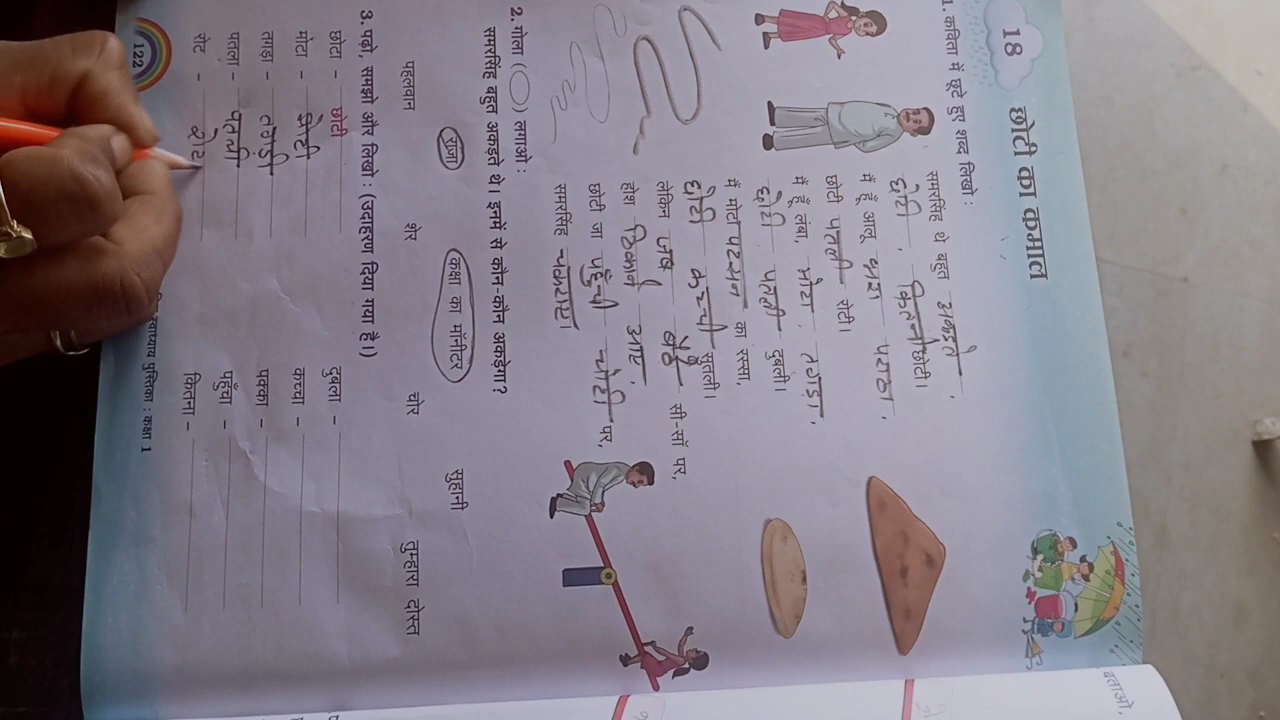 18
छोटी का कमाल
1. कविता में छूटे हुए शब्द लिखो :
समरसिंह थे बहुत अकड़ते,
छोटी, कितनी छोटी।
मैं हूँ आलू भरा पराठा,
छोटी पतली रोटी।
मैं हूँ लंबा, मोटा, तगड़ा,
छोटी पतली दुबली।
मैं मोटा पटसन का रस्सा,
छोटी कच्ची सुतली।
लेकिन जब बैठे सी-सॉ पर,
होश ठिकाने आए,
छोटी जा पहुँची चोटी पर,
समरसिंह चकराए।
2. गोला ( ) लगाओ :
समरसिंह बहुत अकड़ते थे। इनमें से कौन-कौन अकड़ेगा?
राजा कक्षा का मॉनीटर सुहानी
पहलवान शेर चोर तुम्हारा दोस्त
3. पढ़ो, समझो और लिखो : (उदाहरण दिया गया है।)
छोटा - छोटी दुबला -
मोटा - मोटी कच्चा -
तगड़ा - तगड़ी पक्का -
पतला - पतली पहुँचा -
रोट - कितना -
122
पुस्तिका : कक्षा 1
बताओ,